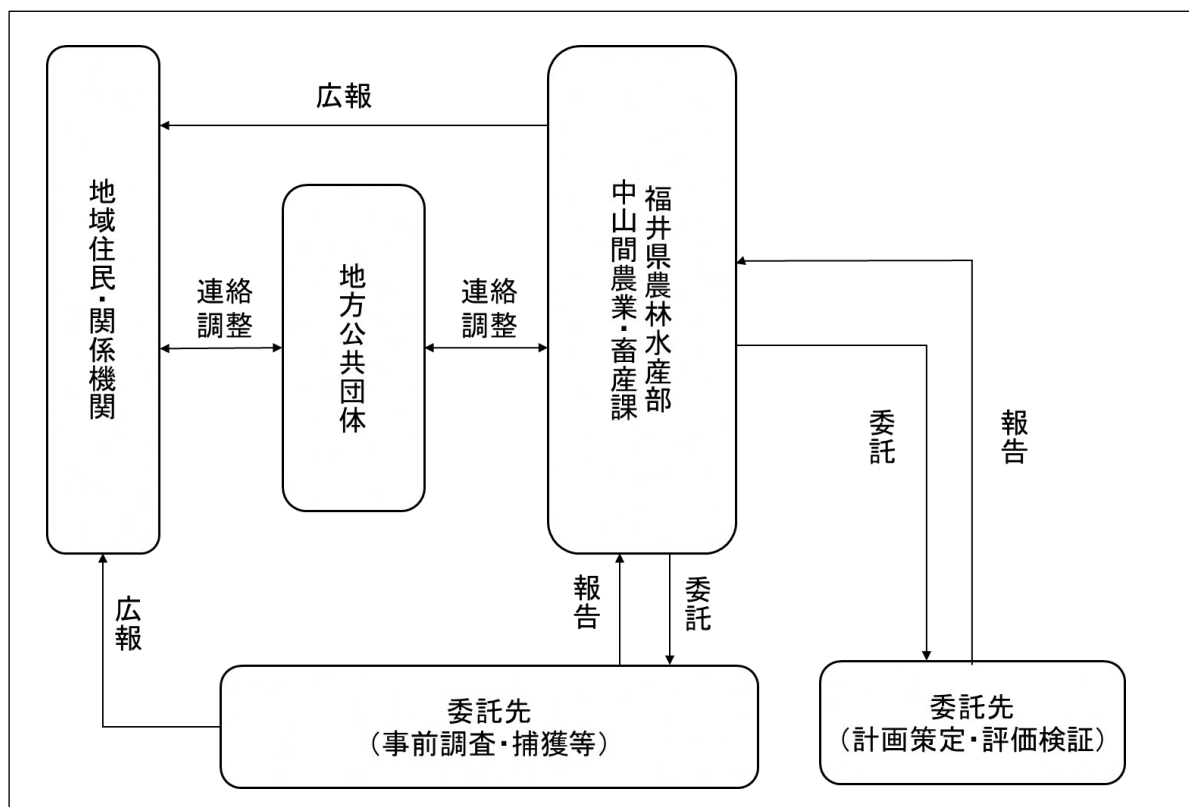 広報
地域住民・関係機関
連絡
調整
地方公共団体
連絡
調整
福井県農林水産部
中山間農業・畜産課
委託
報告
広報
報告
委託
委託先
（事前調査・捕獲等）
委託先
（計画策定・評価検証）